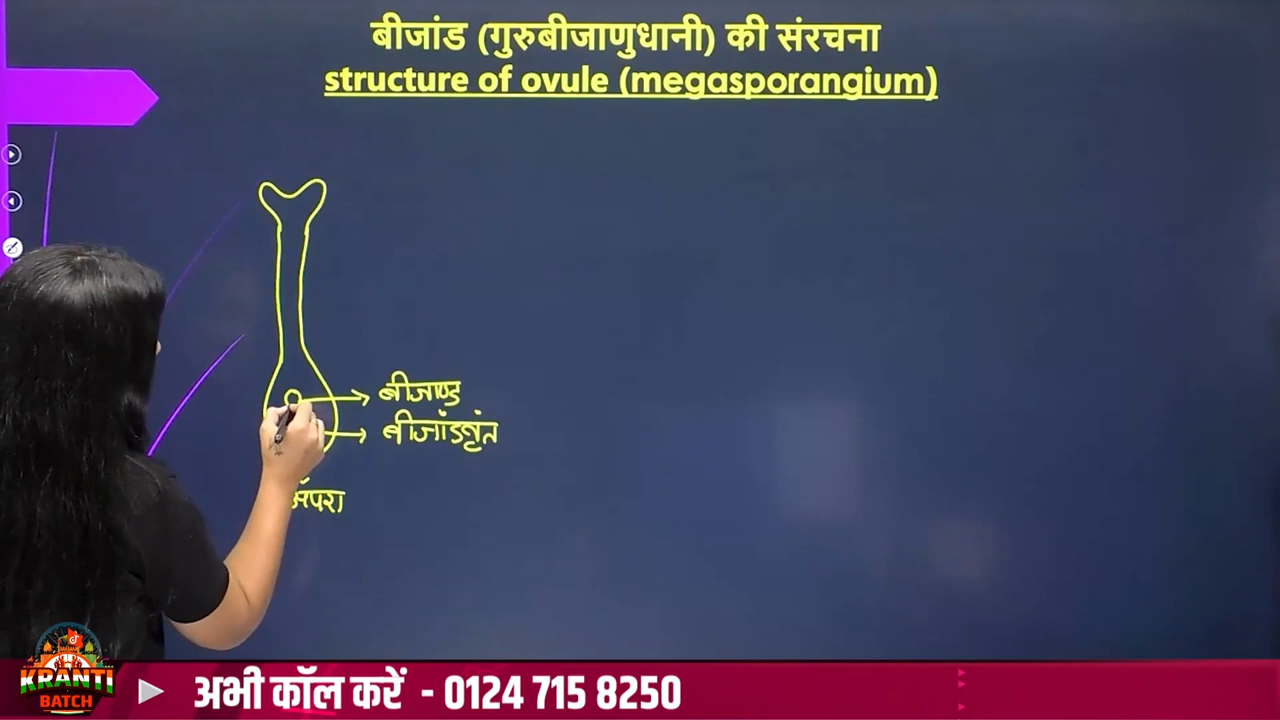 बीजांड (गुरुबीजाणुधानी) की संरचना
structure of ovule (megasporangium)
बीजाण्ड
बीजाँडवृंत
KRANTI
BATCH
अभी कॉल करें - 0124 715 8250